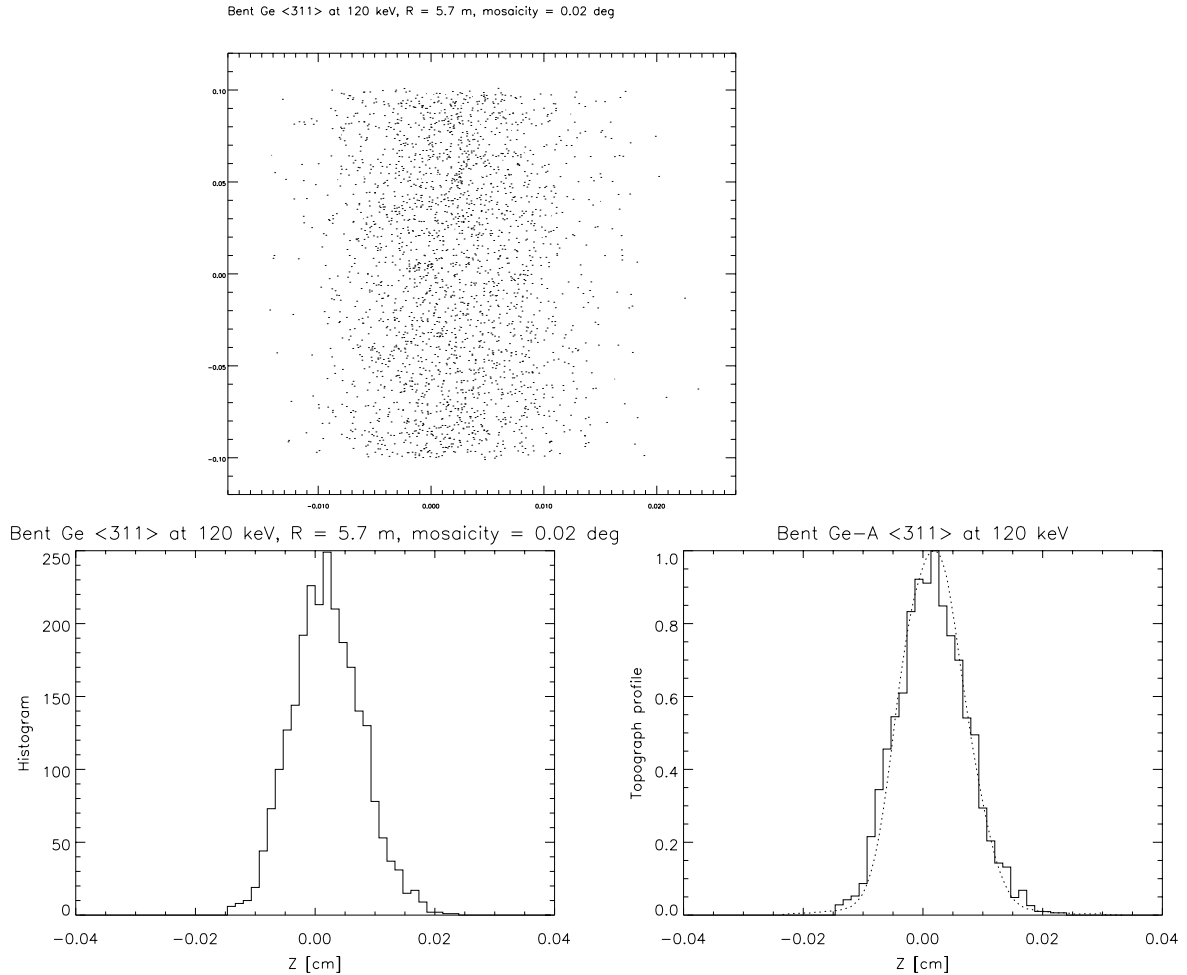 Bent Ge <311> at 120 keV, R = 5.7 m, mosaicity = 0.02 deg
0.10
0.05
0.00
-0.05
-0.10
-0.010 0.000 0.010 0.020
Bent Ge <311> at 120 keV, R = 5.7 m, mosaicity = 0.02 deg
250
200
150
100
50
0
Histogram
-0.04 -0.02 0.00 0.02 0.04
Z [cm]
Bent Ge-A <311> at 120 keV
1.0
0.8
0.6
0.4
0.2
0.0
Topograph profile
-0.04 -0.02 0.00 0.02 0.04
Z [cm]